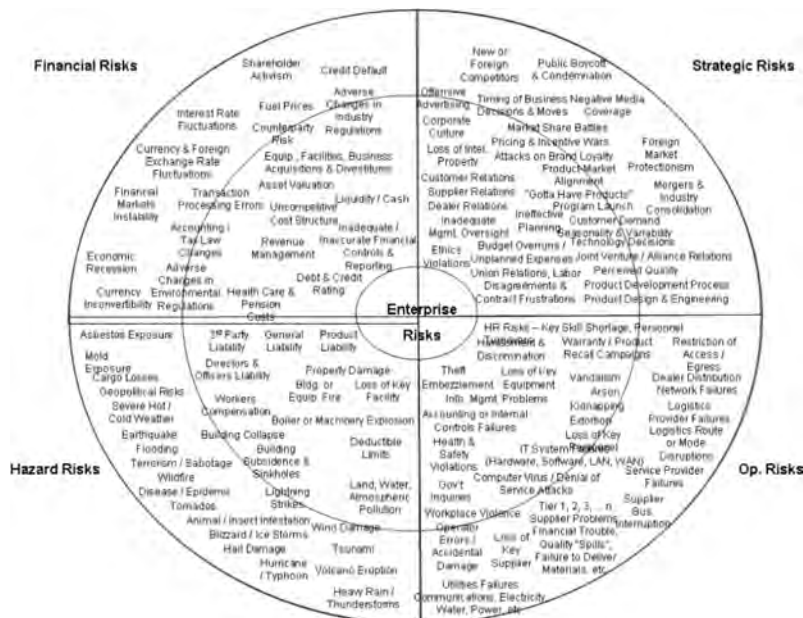 Financial Risks
Shareholder
Activism
Credit Default
Interest Rate
Fluctuations
Fuel Prices
Adverse
Changes in
Industry
Regulations
Counterparty
Risk
Currency & Foreign
Exchange Rate
Fluctuations
Equip., Facilities, Business
Acquisitions & Divestitures
Asset Valuation
Financial
Markets
Instability
Transaction
Processing Errors
Liquidity / Cash
Uncompetitive
Cost Structure
Accounting /
Tax Law
Changes
Inadequate /
Inaccurate Financial
Controls &
Reporting
Revenue
Management
Economic
Recession
Adverse
Changes in
Environmental
Regulations
Debt & Credit
Rating
Currency
Inconvertibility
Health Care &
Pension
Costs
Strategic Risks
New or
Foreign
Competitors
Public Boycott
& Condemnation
Offensive
Advertising
Timing of Business
Decisions & Moves
Negative Media
Coverage
Corporate
Culture
Market Share Battles
Pricing & Incentive Wars
Attacks on Brand Loyalty
Foreign
Market
Protectionism
Loss of Intel.
Property
Product-Market
Alignment
Customer Relations
Supplier Relations
Dealer Relations
"Gotta Have Products"
Program Launch
Mergers &
Industry
Consolidation
Inadequate
Mgmt. Oversight
Ineffective
Planning
Customer Demand
Seasonality & Variability
Ethics
Violations
Budget Overruns /
Unplanned Expenses
Technology Decisions
Joint Venture / Alliance Relations
Union Relations, Labor
Disagreements &
Contract Frustrations
Perceived Quality
Product Development Process
Product Design & Engineering
Enterprise
Risks
Hazard Risks
Asbestos Exposure
3rd Party
Liability
General
Liability
Product
Liability
Mold
Exposure
Cargo Losses
Directors &
Officers Liability
Property Damage
Geopolitical Risks
Bldg. or
Equip. Fire
Loss of Key
Facility
Severe Hot /
Cold Weather
Workers
Compensation
Boiler or Machinery Explosion
Earthquake
Building Collapse
Flooding
Building
Subsidence &
Sinkholes
Deductible
Limits
Terrorism / Sabotage
Wildfire
Disease / Epidemic
Lightning
Strikes
Land, Water,
Atmospheric
Pollution
Tornados
Animal / Insect Infestation
Wind Damage
Blizzard / Ice Storms
Hail Damage
Tsunami
Hurricane
/ Typhoon
Volcano Eruption
Heavy Rain /
Thunderstorms
Op. Risks
HR Risks – Key Skill Shortage, Personnel
Harassment &
Discrimination
Warranty / Product
Recall Campaigns
Restriction of
Access /
Egress
Theft
Embezzlement
Loss of Key
Equipment
Vandalism
Dealer Distribution
Network Failures
Info. Mgmt. Problems
Arson
Kidnapping
Extortion
Logistics
Provider Failures
Accounting or Internal
Controls Failures
Loss of Key
Personnel
Logistics Route
or Mode
Disruptions
Health &
Safety
Violations
IT System
(Hardware, Software, LAN, WAN)
Service Provider
Failures
Gov't
Inquiries
Computer Virus / Denial of
Service Attacks
Supplier
Bus.
Interruption
Workplace Violence
Tier 1, 2, 3, ... n
Supplier Problems:
Financial Trouble,
Quality "Spills",
Failure to Deliver
Materials, etc.
Operator
Errors /
Accidental
Damage
Loss of
Key
Supplier
Utilities Failures
Communications, Electricity,
Water, Power, etc.